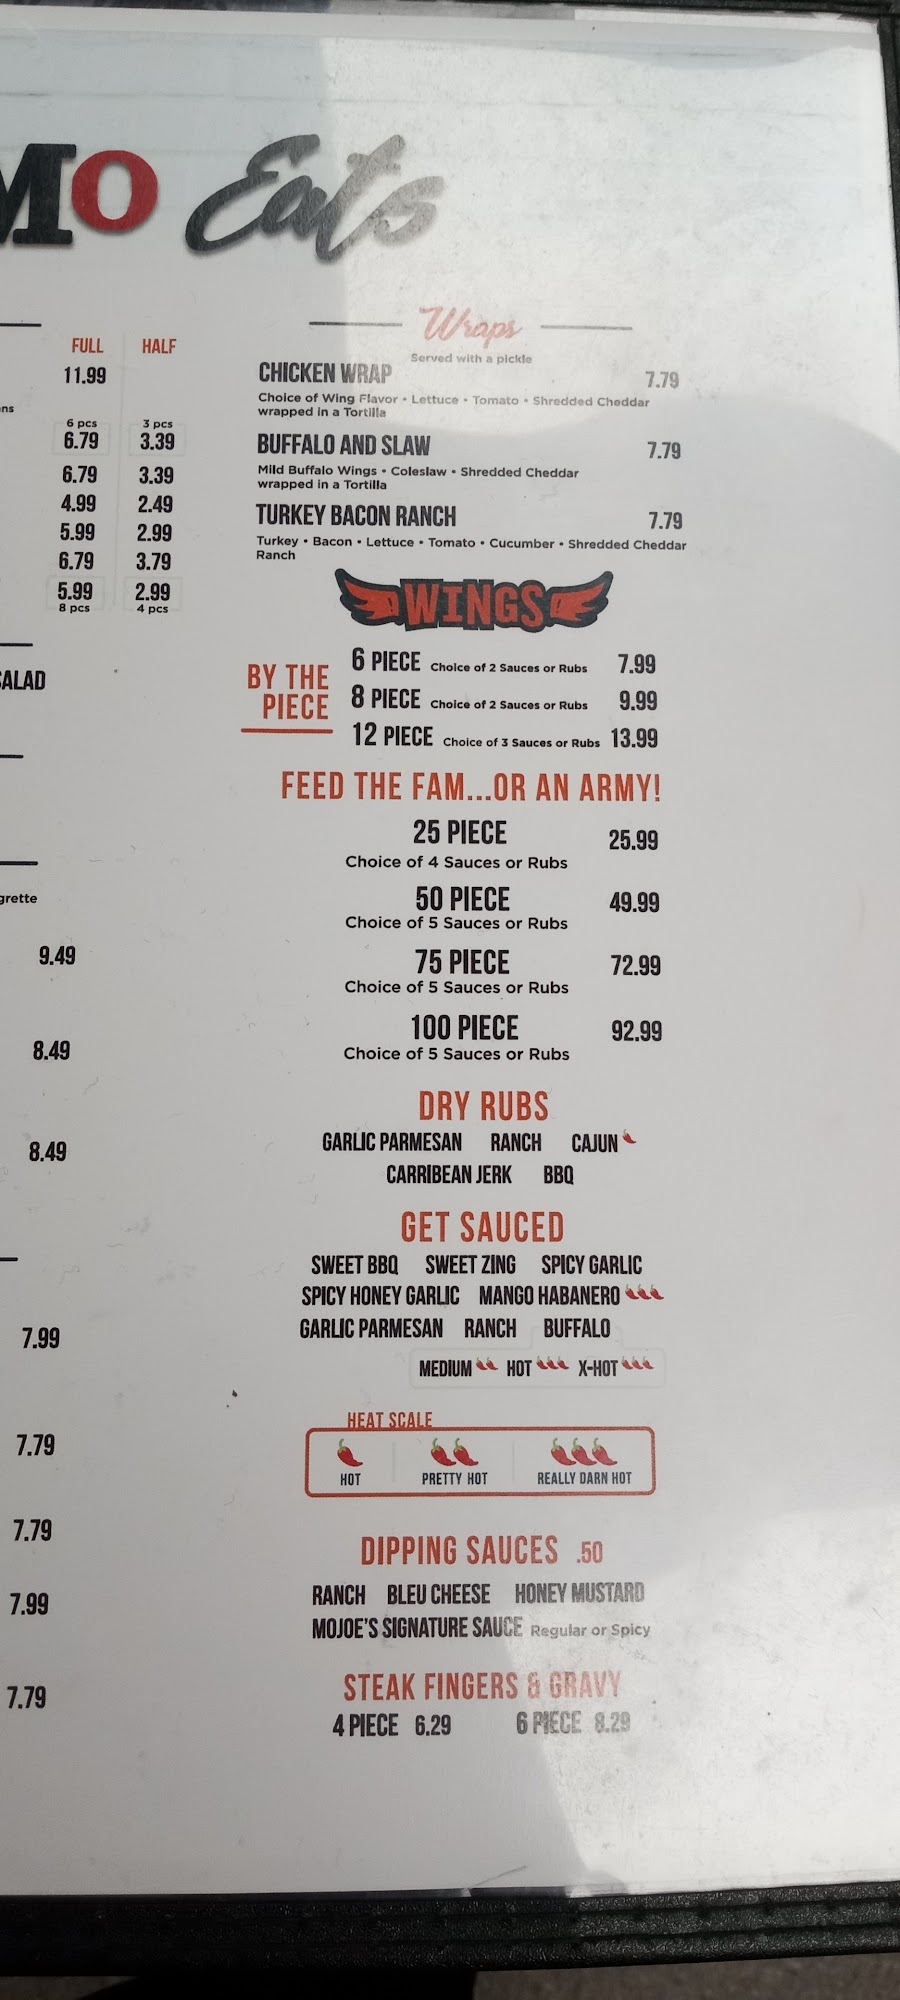 MO Eats
FULL HALF
11.99
ns
6 pcs 3 pcs
6.79 3.39
6.79 3.39
4.99 2.49
5.99 2.99
6.79 3.79
5.99 2.99
8 pcs 4 pcs
SALAD
grette
9.49
8.49
8.49
7.99
7.79
7.79
7.99
7.79
Wraps
Served with a pickle
CHICKEN WRAP 7.79
Choice of Wing Flavor • Lettuce • Tomato • Shredded Cheddar
wrapped in a Tortilla
BUFFALO AND SLAW 7.79
Mild Buffalo Wings • Coleslaw • Shredded Cheddar
wrapped in a Tortilla
TURKEY BACON RANCH 7.79
Turkey • Bacon • Lettuce • Tomato • Cucumber • Shredded Cheddar
Ranch
WINGS
BY THE
PIECE
6 PIECE Choice of 2 Sauces or Rubs 7.99
8 PIECE Choice of 2 Sauces or Rubs 9.99
12 PIECE Choice of 3 Sauces or Rubs 13.99
FEED THE FAM...OR AN ARMY!
25 PIECE 25.99
Choice of 4 Sauces or Rubs
50 PIECE 49.99
Choice of 5 Sauces or Rubs
75 PIECE 72.99
Choice of 5 Sauces or Rubs
100 PIECE 92.99
Choice of 5 Sauces or Rubs
DRY RUBS
GARLIC PARMESAN RANCH CAJUN
CARRIBEAN JERK BBQ
GET SAUCED
SWEET BBQ SWEET ZING SPICY GARLIC
SPICY HONEY GARLIC MANGO HABANERO
GARLIC PARMESAN RANCH BUFFALO
MEDIUM HOT X-HOT
HEAT SCALE
HOT PRETTY HOT REALLY DARN HOT
DIPPING SAUCES .50
RANCH BLEU CHEESE HONEY MUSTARD
MOJOE'S SIGNATURE SAUCE Regular or Spicy
STEAK FINGERS & GRAVY
4 PIECE 6.29 6 PIECE 8.29